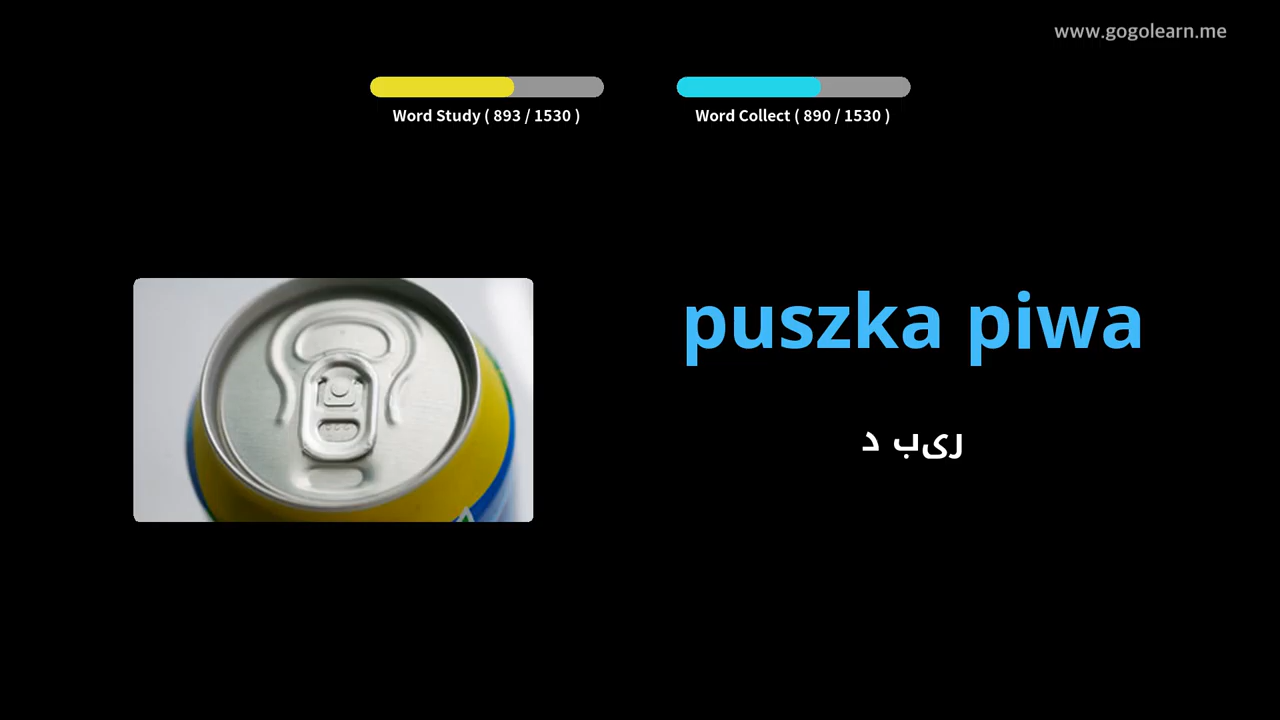 www.gogolearn.me
Word Study ( 893 / 1530 )
Word Collect ( 890 / 1530 )
puszka piwa
ریب د